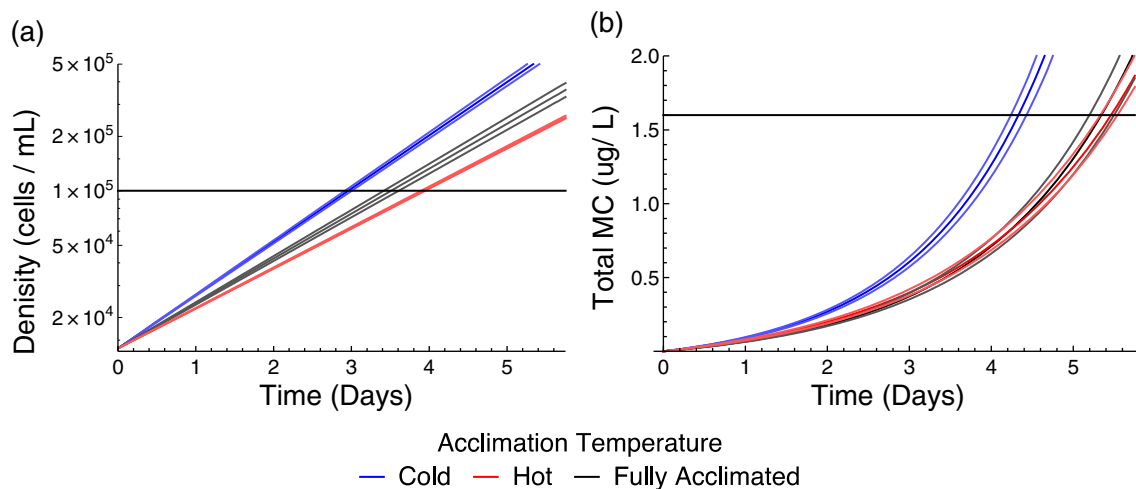 (a)
Denisity (cells / mL)
5 × 10⁵
2 × 10⁵
1 × 10⁵
5 × 10⁴
2 × 10⁴
0 1 2 3 4 5
Time (Days)
(b)
Total MC (ug/ L)
2.0
1.5
1.0
0.5
0 1 2 3 4 5
Time (Days)
Acclimation Temperature
Cold Hot Fully Acclimated